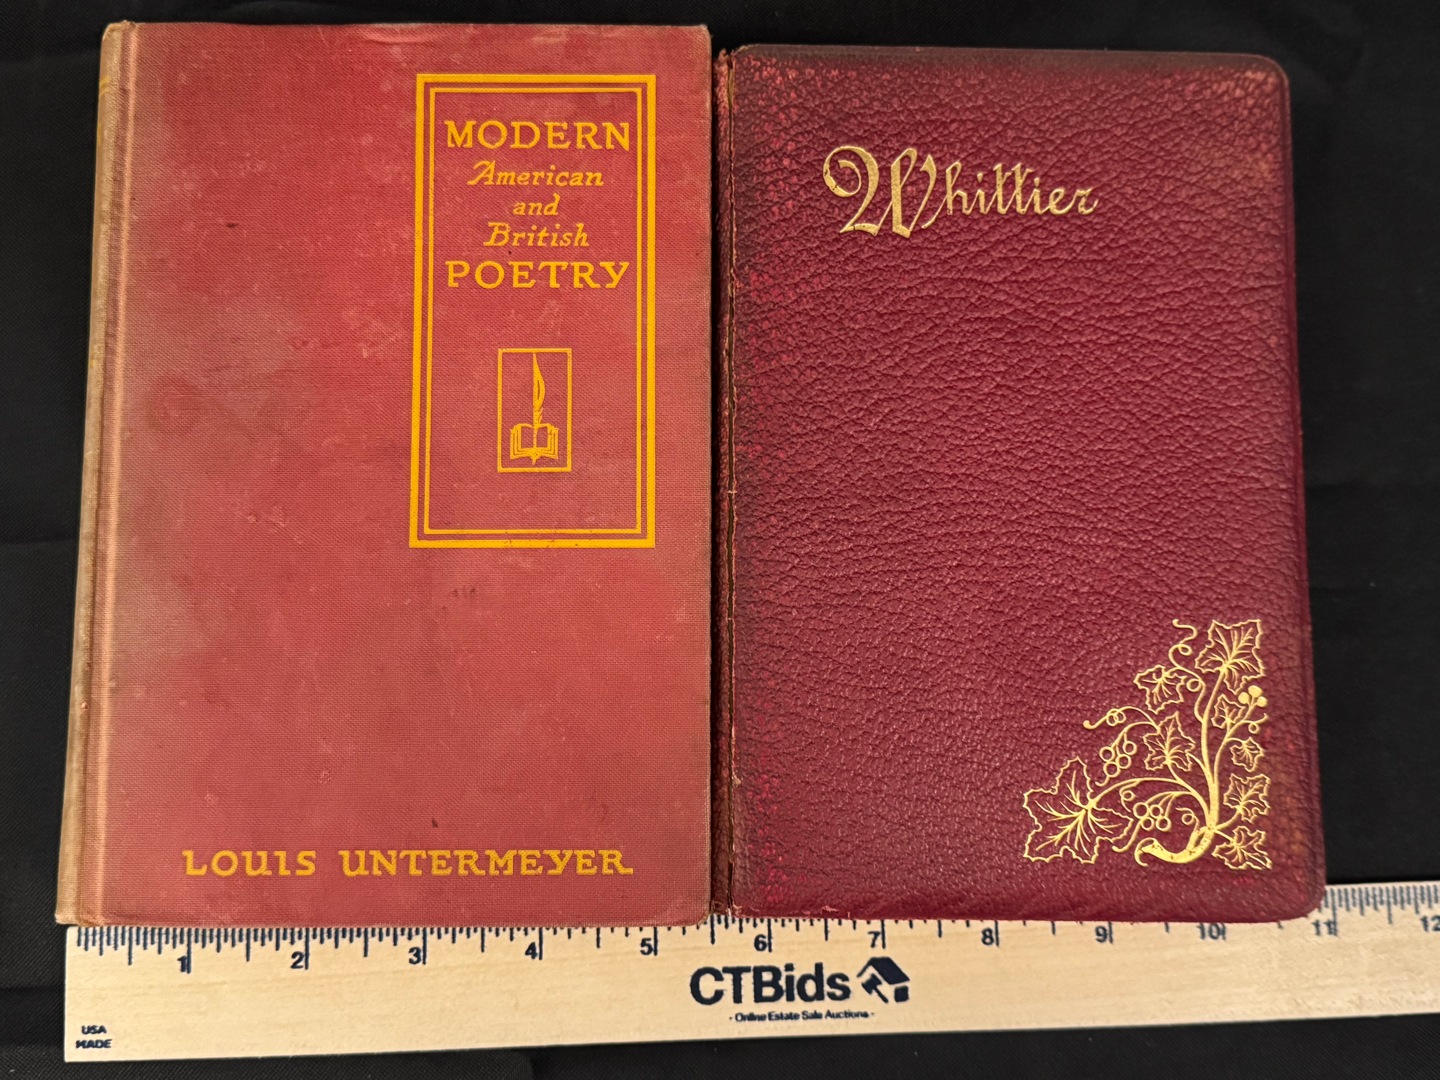 MODERN
American
and
British
POETRY
LOUIS UNTERMEYER
Whittier
1 2 3 4 5 6 7 8 9 10 11 12
CTBids
- Online Estate Sale Auctions -
USA
MADE